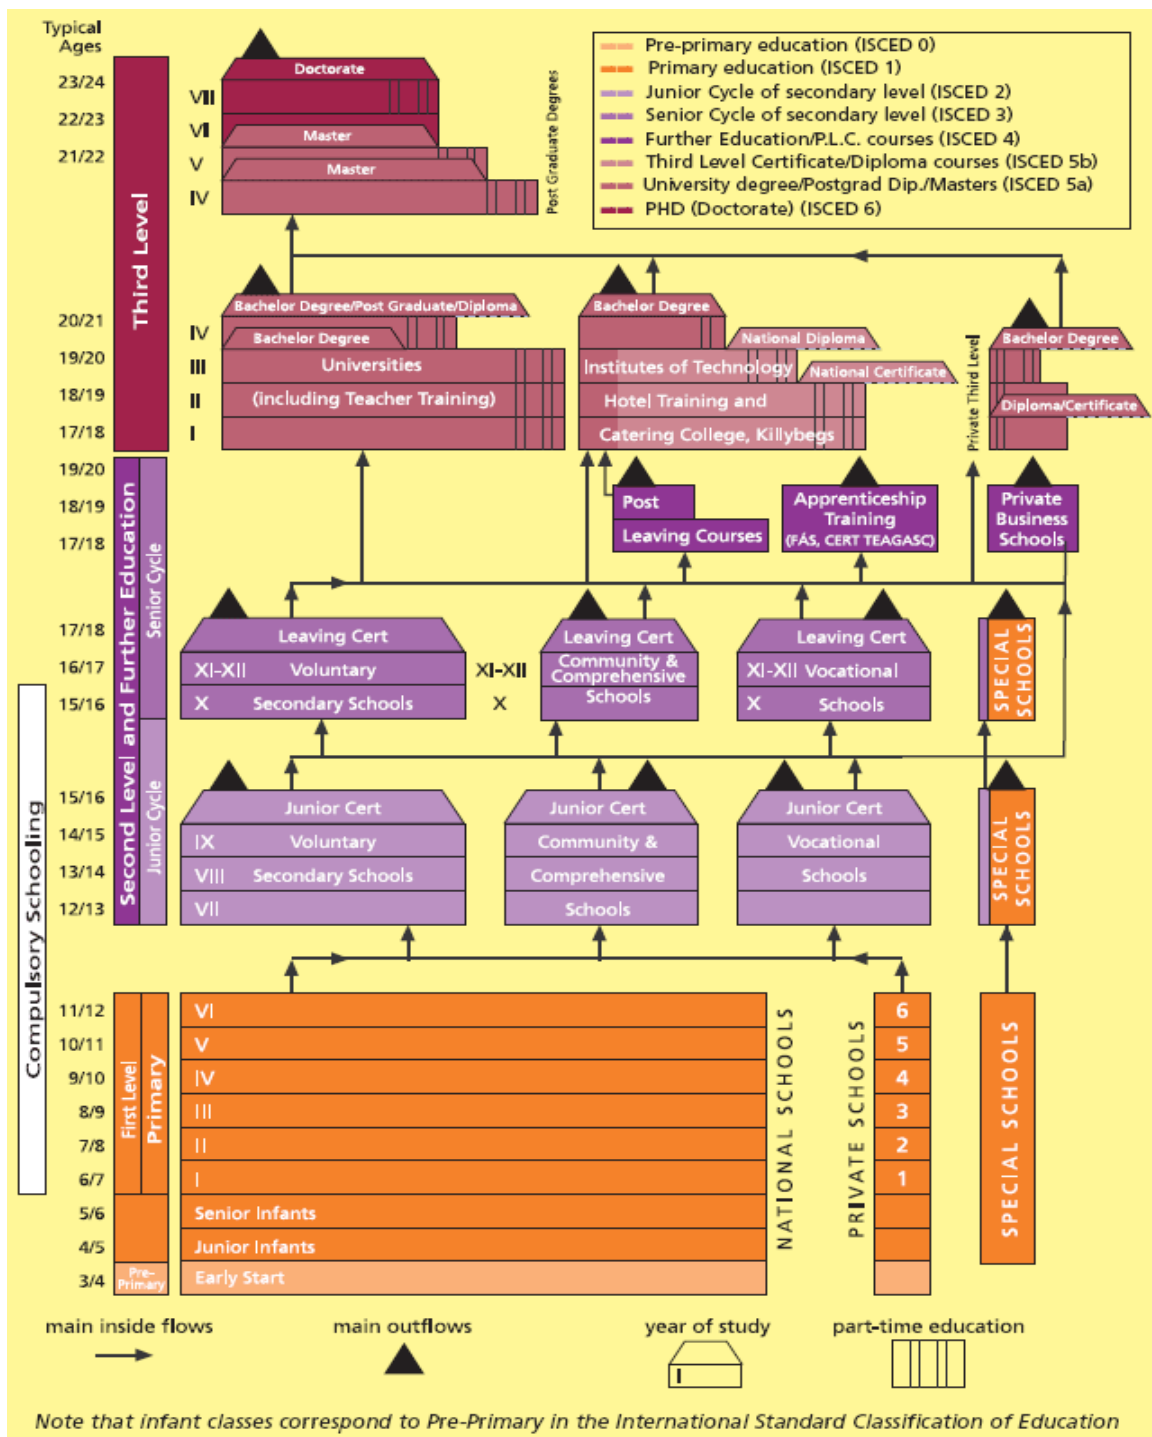 Typical
Ages
Pre-primary education (ISCED 0)
Primary education (ISCED 1)
Junior Cycle of secondary level (ISCED 2)
Senior Cycle of secondary level (ISCED 3)
Further Education/P.L.C. courses (ISCED 4)
Third Level Certificate/Diploma courses (ISCED 5b)
University degree/Postgrad Dip./Masters (ISCED 5a)
PHD (Doctorate) (ISCED 6)
Third Level
Post Graduate Degrees
Doctorate
23/24
VIII
22/23
VII
Master
21/22
V
Master
IV
Bachelor Degree/Post Graduate/Diploma
Bachelor Degree
20/21
IV
Bachelor Degree
National Diploma
Bachelor Degree
19/20
III
Universities
Institutes of Technology
National Certificate
Private Third Level
18/19
II
(including Teacher Training)
Hotel Training and
Diploma/Certificate
17/18
I
Catering College, Killybegs
Second Level and Further Education
Senior Cycle
19/20
18/19
17/18
Post
Leaving Courses
Apprenticeship
Training
(FÁS, CERT TEAGASC)
Private
Business
Schools
17/18
Leaving Cert
Leaving Cert
Leaving Cert
16/17
XI-XII
Voluntary
XI-XII
Community &
Comprehensive
XI-XII Vocational
15/16
X
Secondary Schools
X
Schools
X
Schools
SPECIAL
SCHOOLS
Compulsory Schooling
Junior Cycle
15/16
Junior Cert
Junior Cert
Junior Cert
14/15
IX
Voluntary
Community &
Vocational
13/14
VIII
Secondary Schools
Comprehensive
Schools
12/13
VII
Schools
SPECIAL
SCHOOLS
First Level
Primary
11/12
VI
6
10/11
V
5
9/10
IV
4
8/9
III
3
7/8
II
2
6/7
I
1
5/6
Senior Infants
4/5
Junior Infants
Pre-
Primary
3/4
Early Start
NATIONAL SCHOOLS
PRIVATE SCHOOLS
SPECIAL SCHOOLS
main inside flows
main outflows
year of study
part-time education
I
Note that infant classes correspond to Pre-Primary in the International Standard Classification of Education